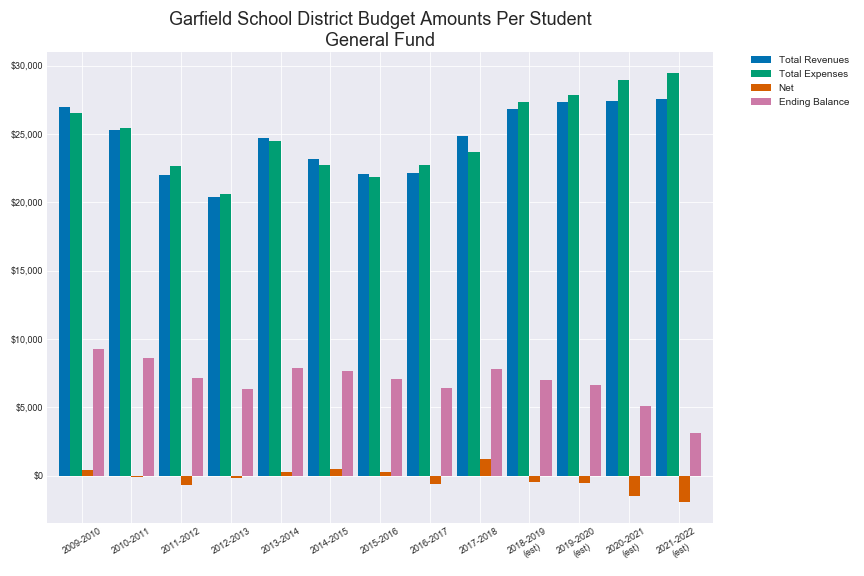 Garfield School District Budget Amounts Per Student
General Fund
$30,000
$25,000
$20,000
$15,000
$10,000
$5,000
$0
2009-2010
2010-2011
2011-2012
2012-2013
2013-2014
2014-2015
2015-2016
2016-2017
2017-2018
2018-2019
(est)
2019-2020
(est)
2020-2021
(est)
2021-2022
(est)
Total Revenues
Total Expenses
Net
Ending Balance